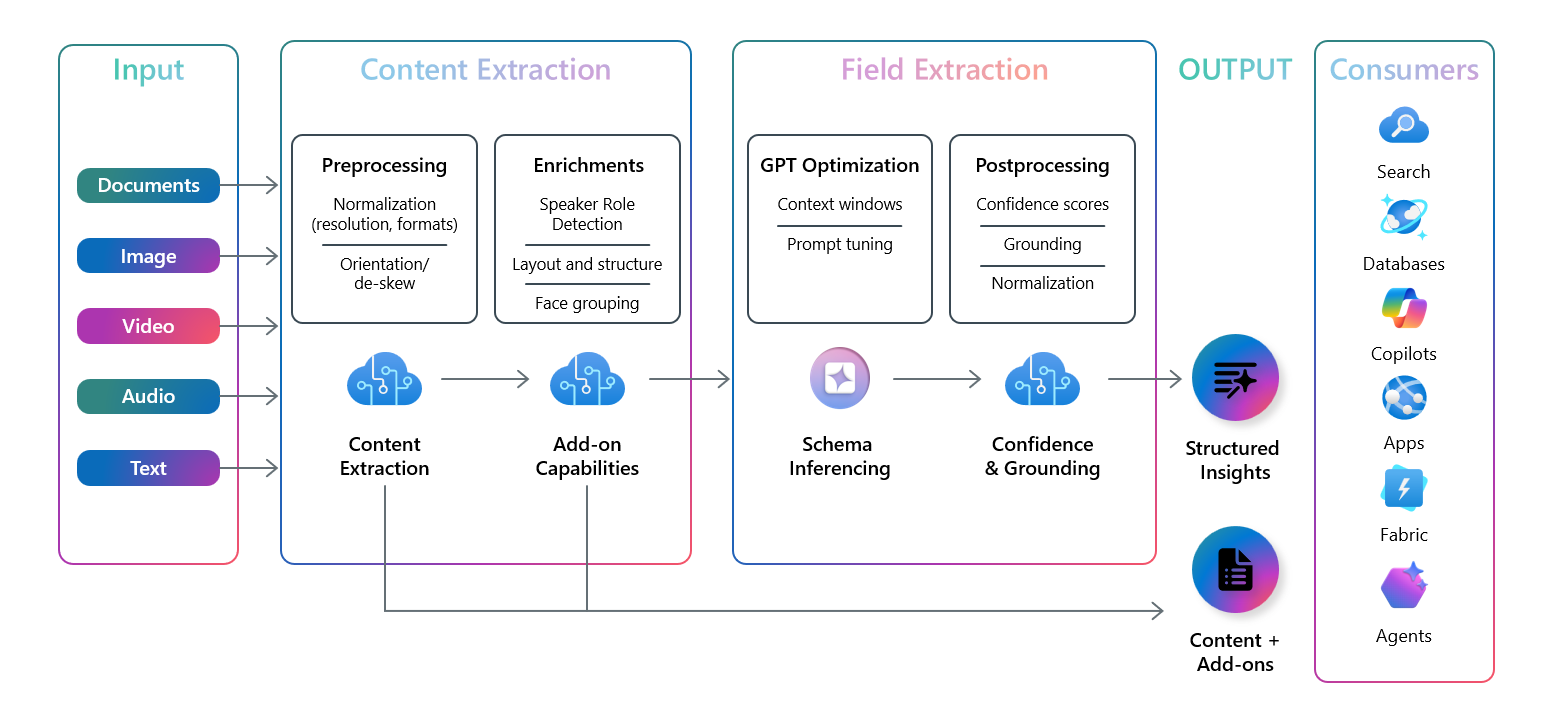 Input
Documents
Image
Video
Audio
Text
Content Extraction
Preprocessing
Normalization
(resolution, formats)
Orientation/
de-skew
Enrichments
Speaker Role
Detection
Layout and structure
Face grouping
Content
Extraction
Add-on
Capabilities
Field Extraction
GPT Optimization
Context windows
Prompt tuning
Postprocessing
Confidence scores
Grounding
Normalization
Schema
Inferencing
Confidence
& Grounding
OUTPUT
Structured
Insights
Content +
Add-ons
Consumers
Search
Databases
Copilots
Apps
Fabric
Agents